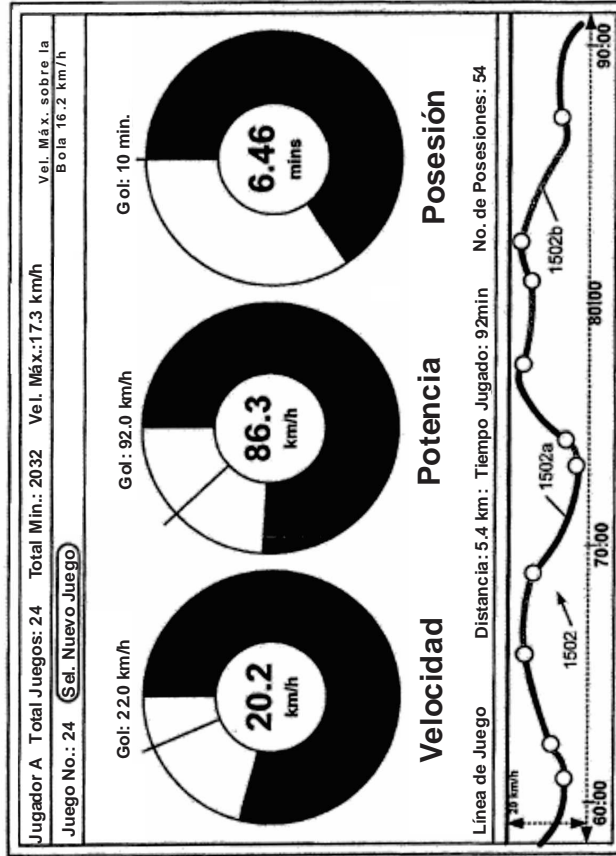 Jugador A Total Juegos: 24 Total Min.: 2032 Vel. Máx.:17.3 km/h Vel. Máx. sobre la
Bola 16.2 km/h
Juego No.: 24 Sel. Nuevo Juego
Gol: 22.0 km/h
Gol: 92.0 km/h
Gol: 10 min.
20.2
km/h
86.3
km/h
6.46
mins
Velocidad
Potencia
Posesión
Línea de Juego Distancia: 5.4 km: Tiempo Jugado: 92min No. de Posesiones: 54
20 km/h
1502
1502a
1502b
60:00
70:00
80:00
90:00